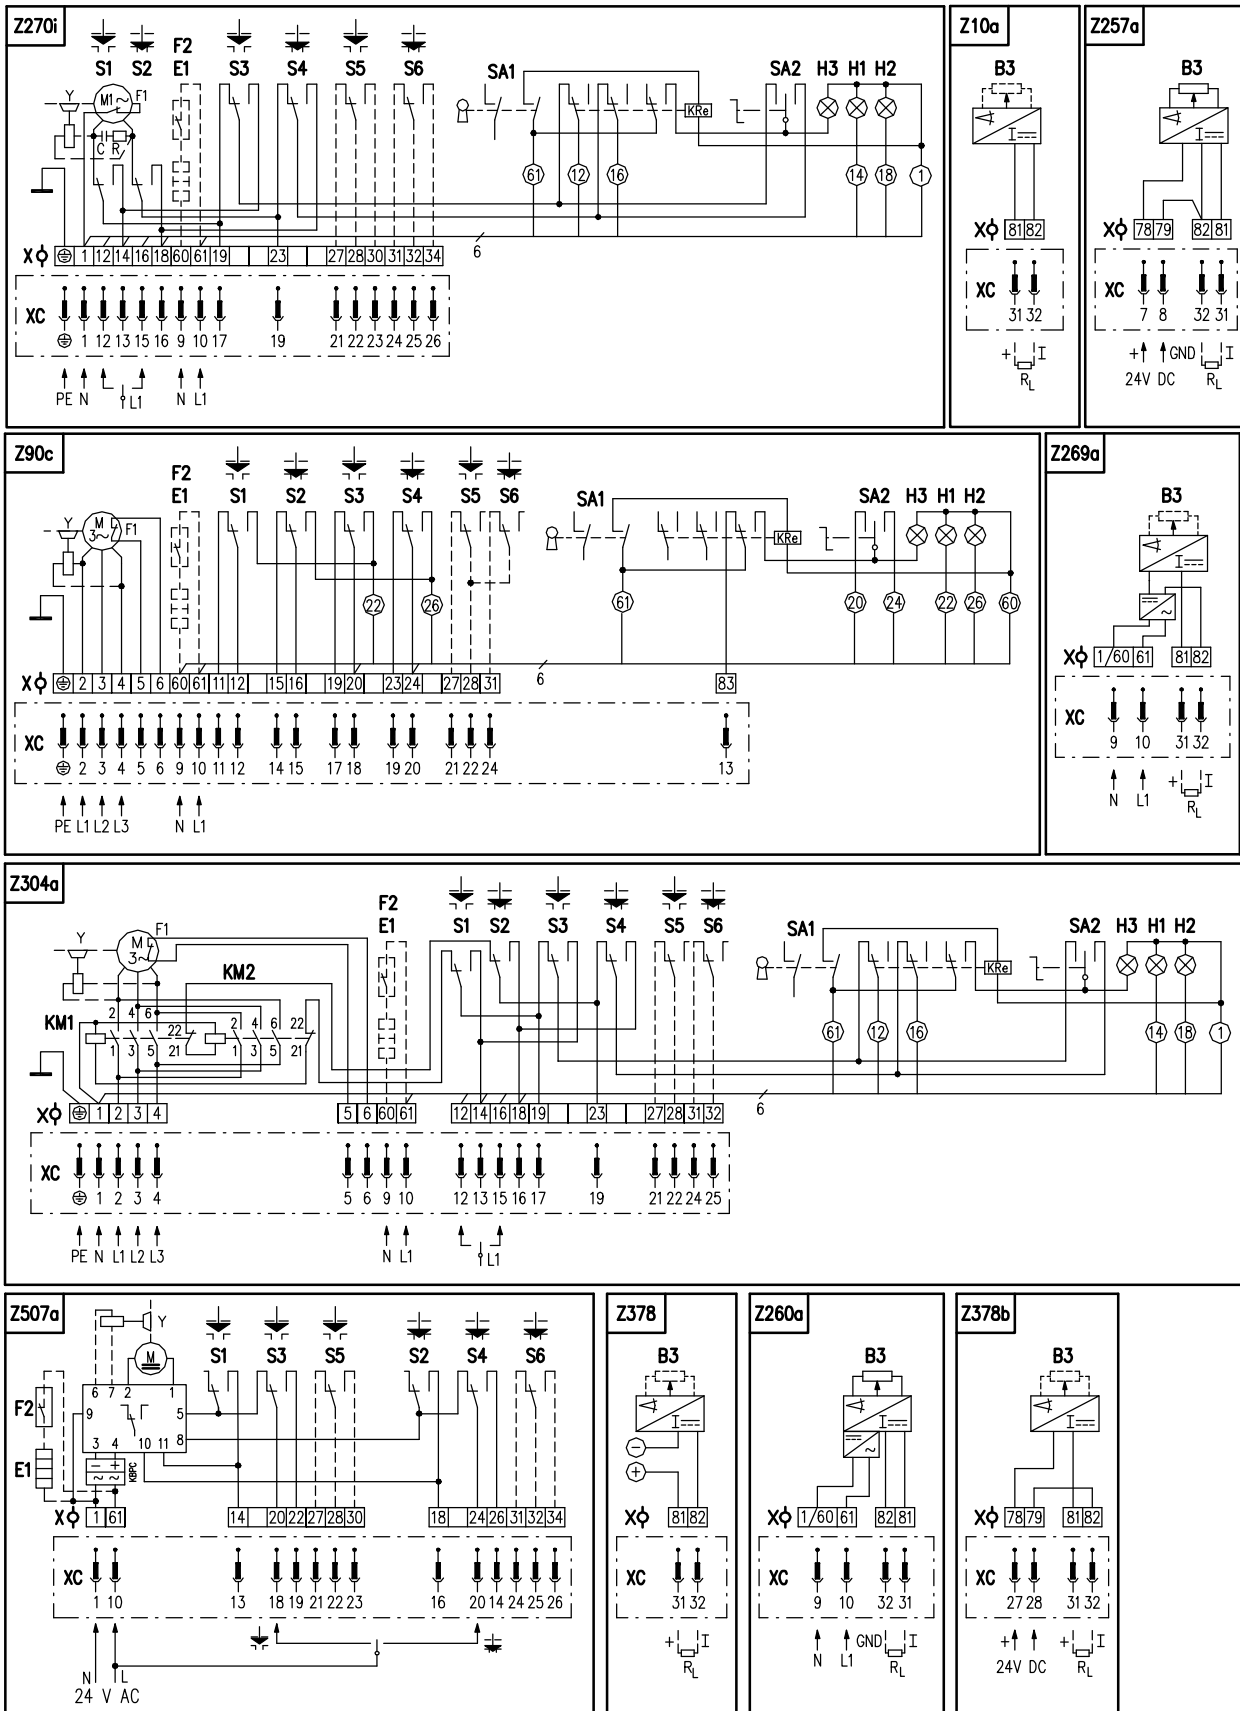 Z270i
S1 S2 F2 E1 S3 S4 S5 S6 SA1 SA2 H3 H1 H2
Y M1~ F1
C R
KRe
61 12 16 14 18 1
6
X 1 12 14 16 18 60 61 19 23 27 28 30 31 32 34
XC
1 12 13 15 16 9 10 17 19 21 22 23 24 25 26
PE N L1 N L1
Z10a
B3
I
X 81 82
XC
31 32
+ I
RL
Z257a
B3
I
X 78 79 82 81
XC
7 8 32 31
+ GND I
24V DC RL
Z90c
F2
E1 S1 S2 S3 S4 S5 S6 SA1 SA2 H3 H1 H2
Y M 3~ F1
KRe
22 26 61 20 24 22 26 60
6
X 2 3 4 5 6 60 61 11 12 15 16 19 20 23 24 27 28 31 83
XC
2 3 4 5 6 9 10 11 12 14 15 17 18 19 20 21 22 24 13
PE L1 L2 L3 N L1
Z269a
B3
I
~
X 1/60 61 81 82
XC
9 10 31 32
N L1 + I
RL
Z304a
F2
E1 S1 S2 S3 S4 S5 S6 SA1 SA2 H3 H1 H2
Y M 3~ F1
KM2
KRe
KM1
2 4 6 22 2 4 6 22
1 3 5 21 1 3 5 21
61 12 16 14 18 1
6
X 1 2 3 4 5 6 60 61 12 14 16 18 19 23 27 28 31 32
XC
1 2 3 4 5 6 9 10 12 13 15 16 17 19 21 22 24 25
PE N L1 L2 L3 N L1 L1
Z507a
Y
M
S1 S3 S5 S2 S4 S6
6 7 2 1
F2 9 5
8
3 4 10 11
E1 − + ~ ~ KBPC
X 1 61 14 20 22 27 28 30 18 24 26 31 32 34
XC
1 10 13 18 19 21 22 23 16 20 14 24 25 26
N L
24 V AC
Z378
B3
I
−
+
X 81 82
XC
31 32
+ I
RL
Z260a
B3
I
~
X 1/60 61 82 81
XC
9 10 32 31
N L1 GND I
RL
Z378b
B3
I
X 78 79 81 82
XC
27 28 31 32
+ + I
24V DC RL